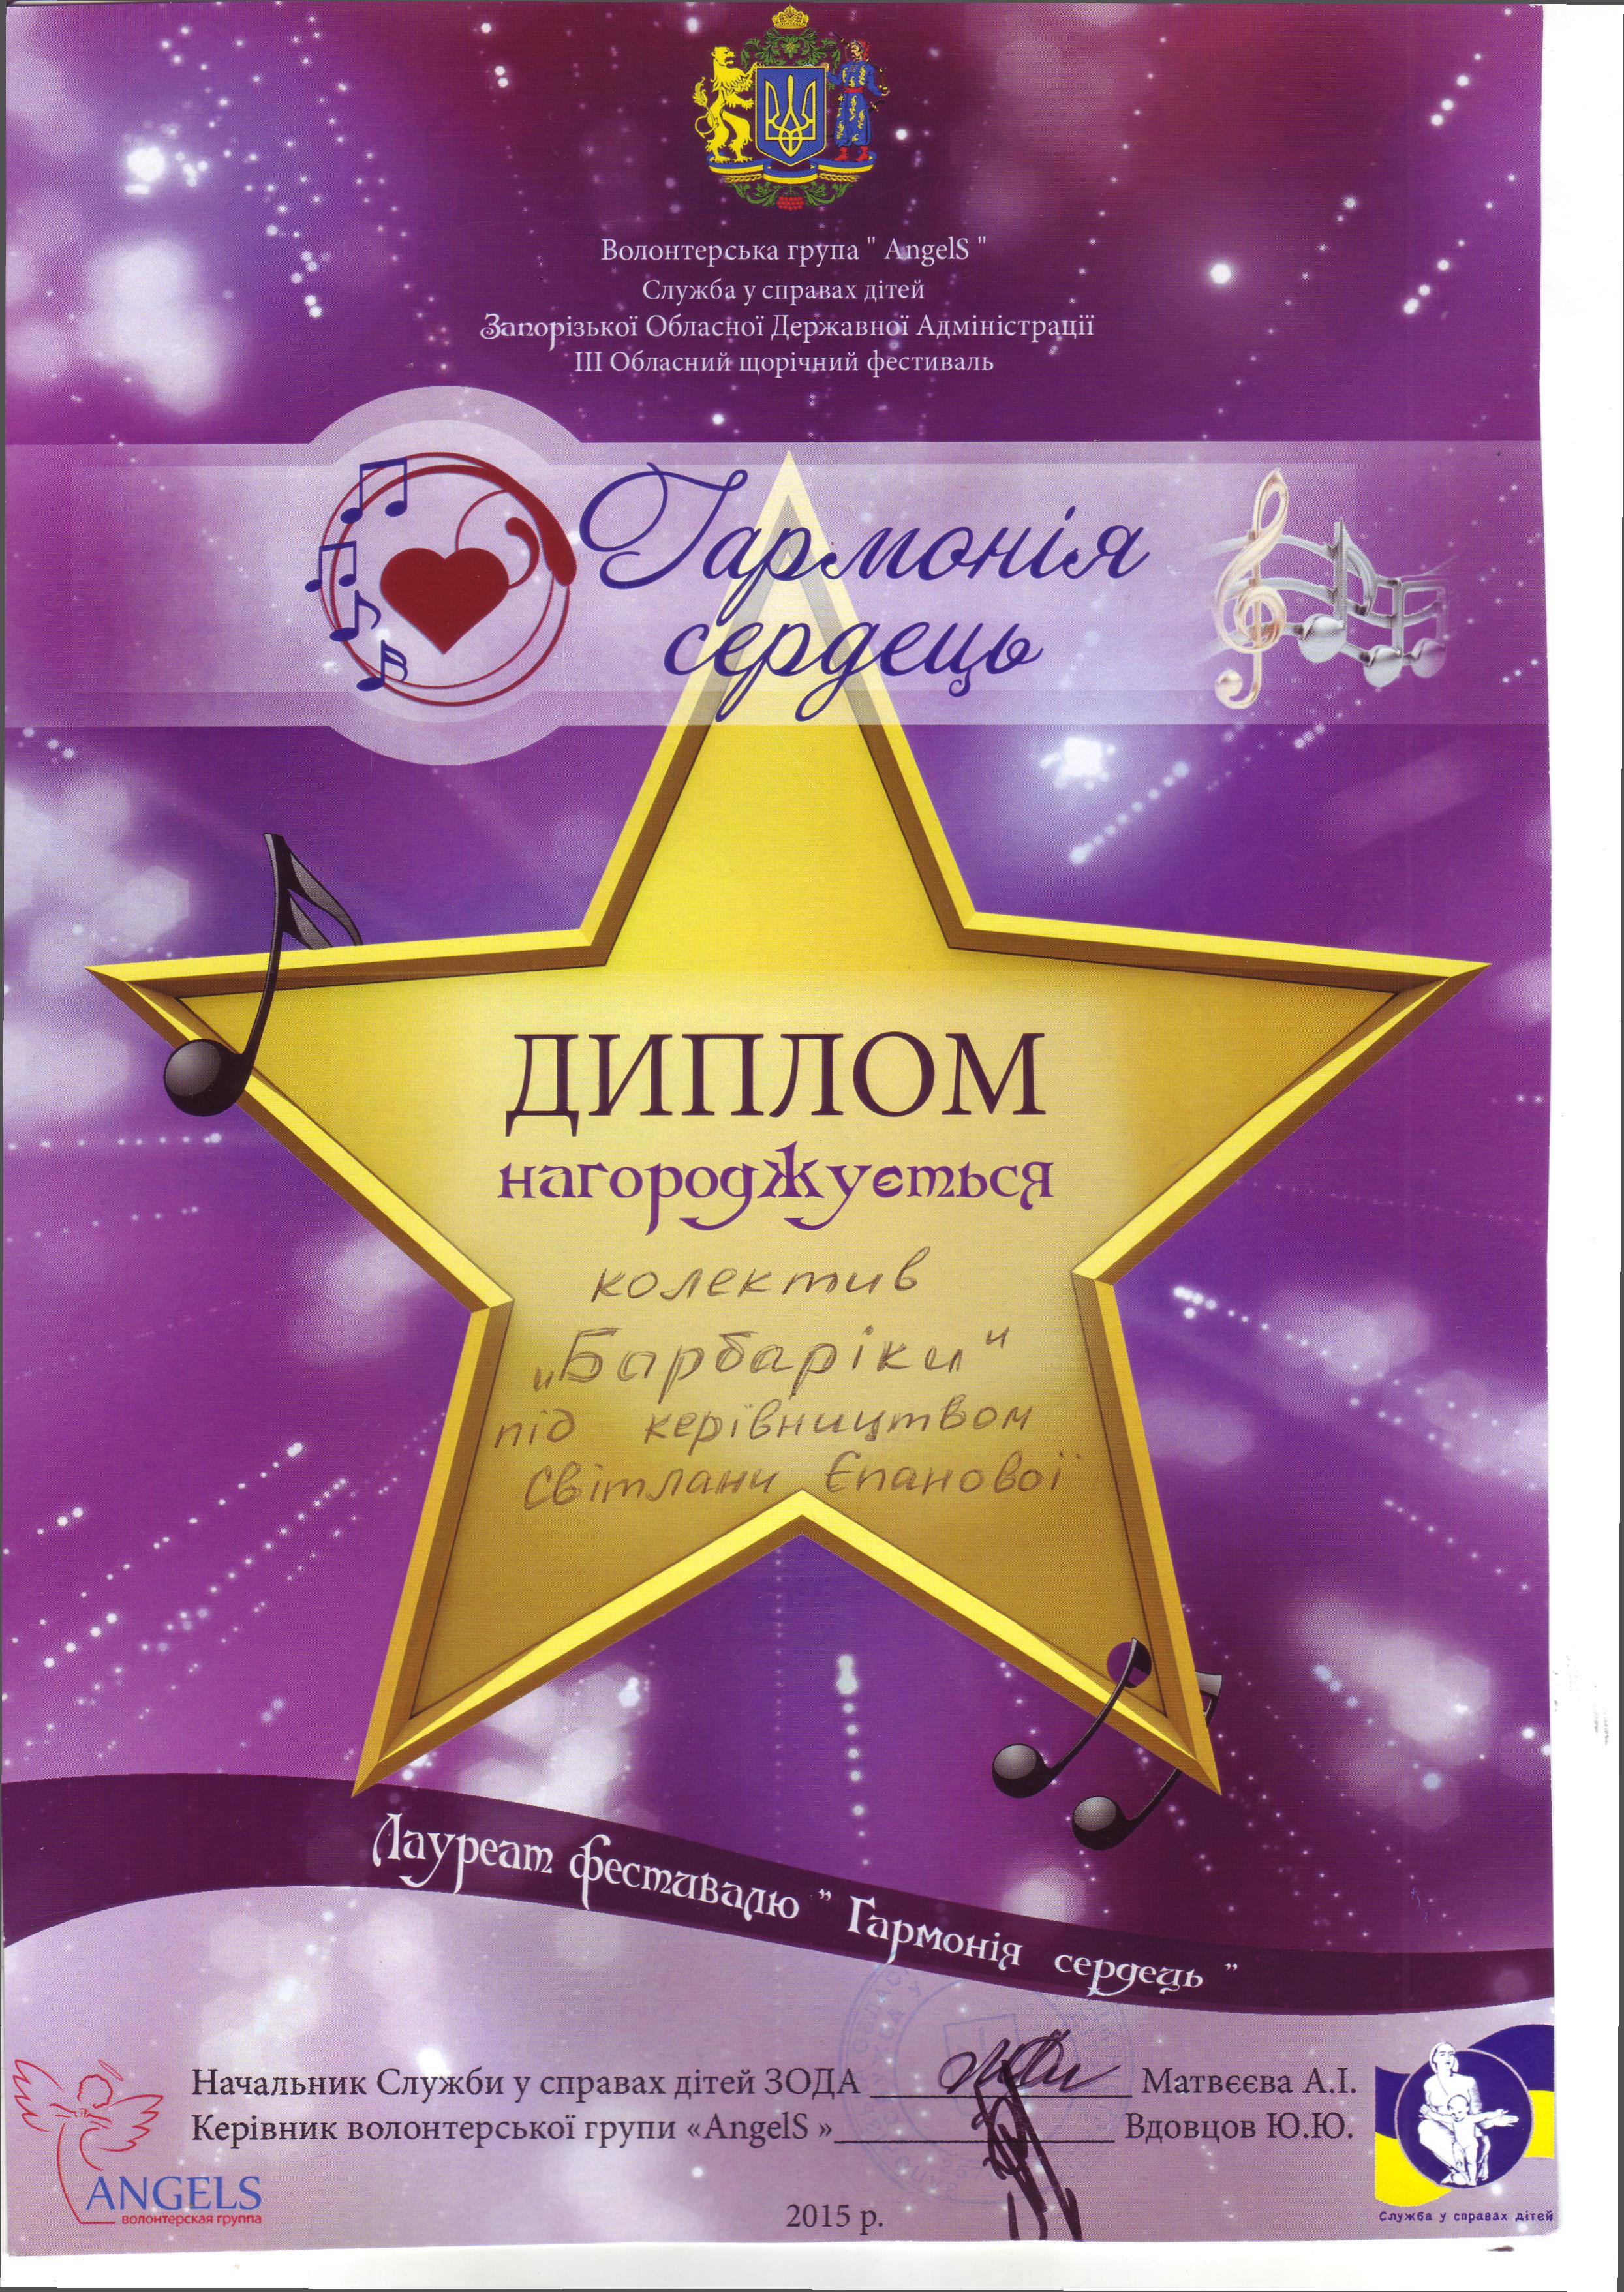 Волонтерська група " AngelS "
Служба у справах дітей
Запорізької Обласної Державної Адміністрації
III Обласний щорічний фестиваль
Гармонія
сердець
ДИПЛОМ
нагороджується
колектив
„Барбаріки"
під керівництвом
Світлани Єпанової
Лауреат фестивалю " Гармонія сердець "
Начальник Служби у справах дітей ЗОДА ____________ Матвєєва А.І.
Керівник волонтерської групи «AngelS »____________ Вдовцов Ю.Ю.
ANGELS
волонтерская группа
2015 р.
Служба у справах дітей